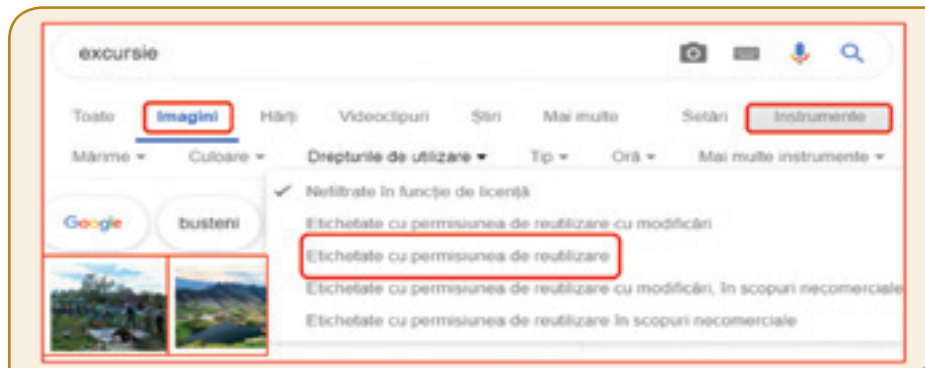 excursie
Toate Imagini Hărți Videoclipuri Știri Mai multe Setări Instrumente
Mărime Culoare Drepturile de utilizare Tip Oră Mai multe instrumente
Nefiltrate în funcție de licență
Google busteni Etichetate cu permisiunea de reutilizare cu modificări
Etichetate cu permisiunea de reutilizare
Etichetate cu permisiunea de reutilizare cu modificări, în scopuri necomerciale
Etichetate cu permisiunea de reutilizare în scopuri necomerciale